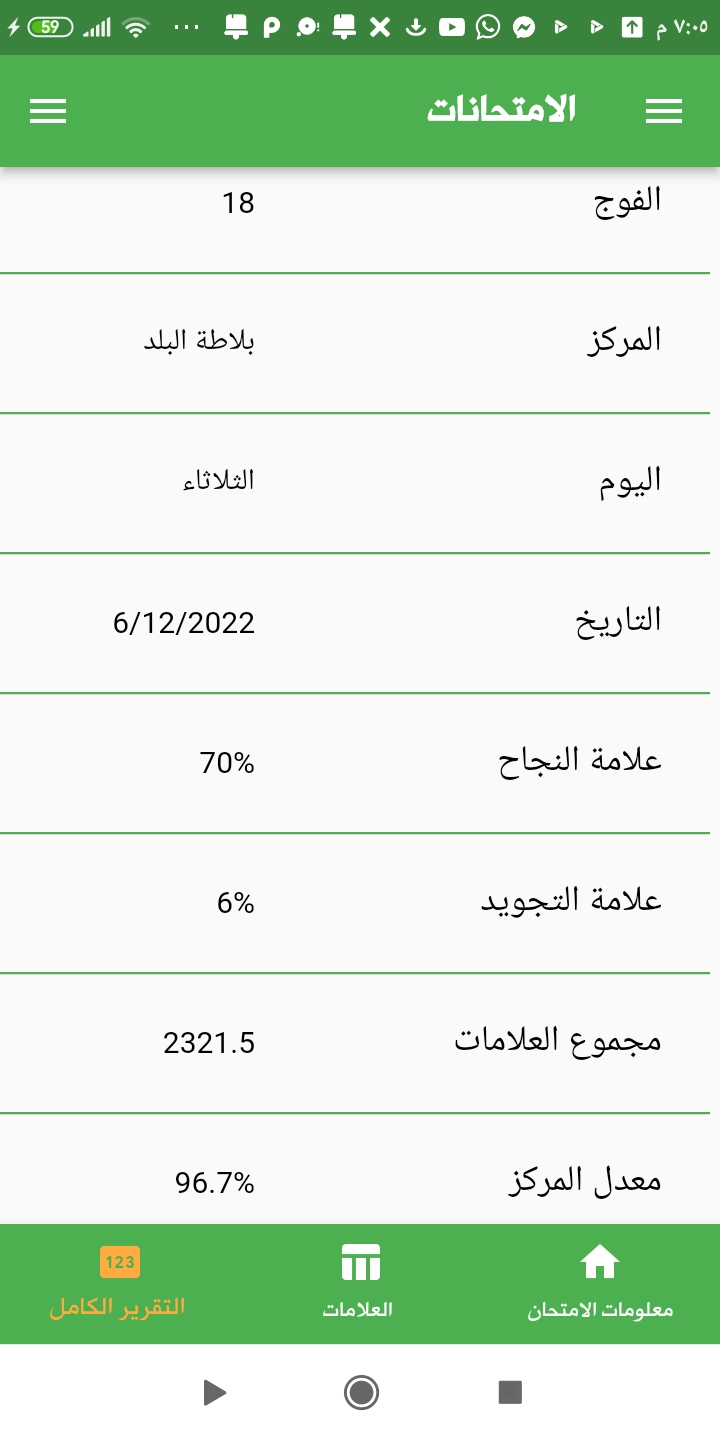 59
٧:٠٥ م
الامتحانات
الفوج 18
المركز بلاطة البلد
اليوم الثلاثاء
التاريخ 6/12/2022
علامة النجاح 70%
علامة التجويد 6%
مجموع العلامات 2321.5
معدل المركز 96.7%
معلومات الامتحان
العلامات
123
التقرير الكامل